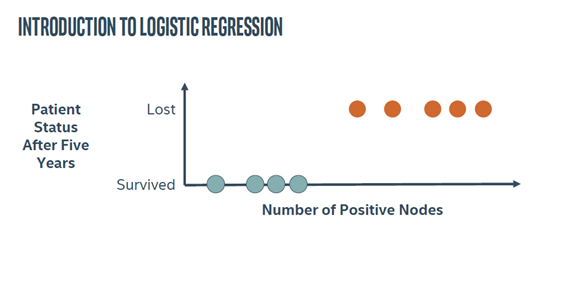 INTRODUCTION TO LOGISTIC REGRESSION
Patient
Status
After Five
Years
Lost
Survived
Number of Positive Nodes